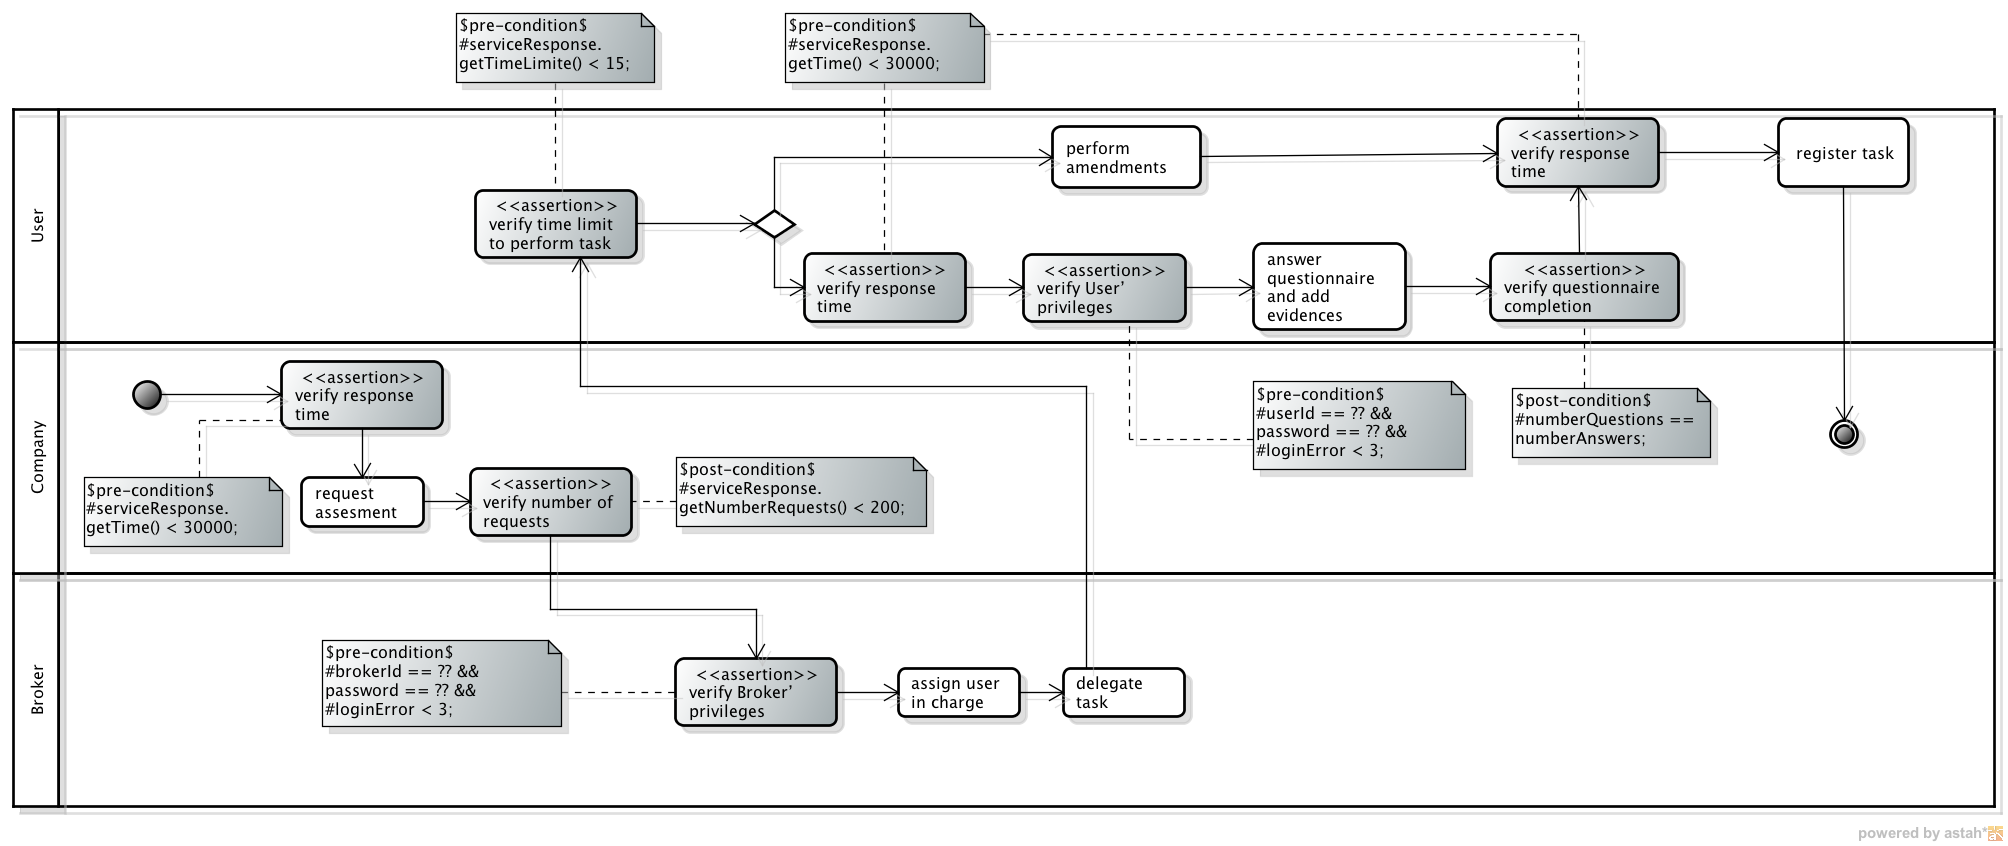 $pre-condition$
#serviceResponse.
getTimeLimite() < 15;
$pre-condition$
#serviceResponse.
getTime() < 30000;
User
<<assertion>>
verify time limit
to perform task
perform
amendments
<<assertion>>
verify response
time
register task
<<assertion>>
verify response
time
<<assertion>>
verify User'
privileges
answer
questionnaire
and add
evidences
<<assertion>>
verify questionnaire
completion
Company
<<assertion>>
verify response
time
$pre-condition$
#serviceResponse.
getTime() < 30000;
request
assesment
<<assertion>>
verify number of
requests
$post-condition$
#serviceResponse.
getNumberRequests() < 200;
$pre-condition$
#userId == ?? &&
password == ?? &&
#loginError < 3;
$post-condition$
#numberQuestions ==
numberAnswers;
Broker
$pre-condition$
#brokerId == ?? &&
password == ?? &&
#loginError < 3;
<<assertion>>
verify Broker'
privileges
assign user
in charge
delegate
task
powered by astah*